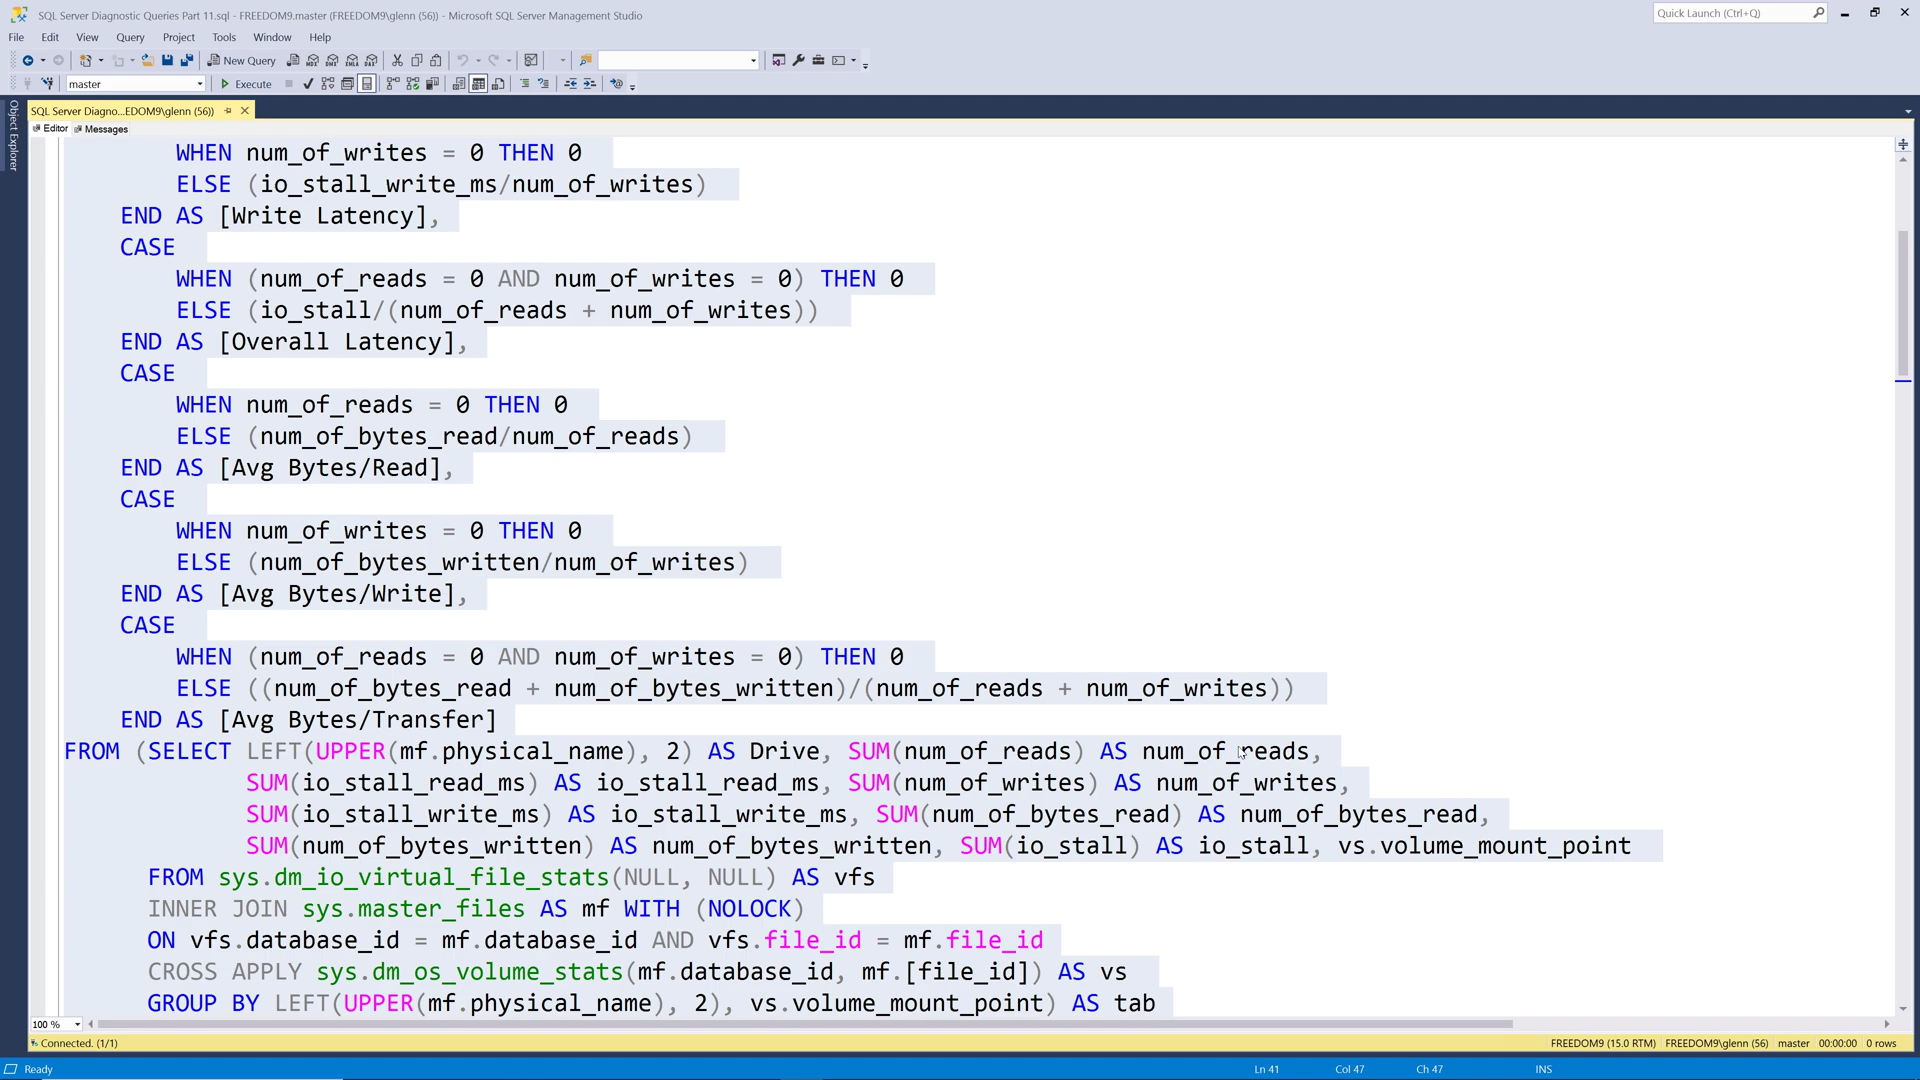 SQL Server Diagnostic Queries Part 11.sql - FREEDOM9.master (FREEDOM9\glenn (56)) - Microsoft SQL Server Management Studio
Quick Launch (Ctrl+Q)
File Edit View Query Project Tools Window Help
New Query
master
Execute
SQL Server Diagno...EDOM9\glenn (56))
Object Explorer
Editor Messages
WHEN num_of_writes = 0 THEN 0
ELSE (io_stall_write_ms/num_of_writes)
END AS [Write Latency],
CASE
WHEN (num_of_reads = 0 AND num_of_writes = 0) THEN 0
ELSE (io_stall/(num_of_reads + num_of_writes))
END AS [Overall Latency],
CASE
WHEN num_of_reads = 0 THEN 0
ELSE (num_of_bytes_read/num_of_reads)
END AS [Avg Bytes/Read],
CASE
WHEN num_of_writes = 0 THEN 0
ELSE (num_of_bytes_written/num_of_writes)
END AS [Avg Bytes/Write],
CASE
WHEN (num_of_reads = 0 AND num_of_writes = 0) THEN 0
ELSE ((num_of_bytes_read + num_of_bytes_written)/(num_of_reads + num_of_writes))
END AS [Avg Bytes/Transfer]
FROM (SELECT LEFT(UPPER(mf.physical_name), 2) AS Drive, SUM(num_of_reads) AS num_of_reads,
SUM(io_stall_read_ms) AS io_stall_read_ms, SUM(num_of_writes) AS num_of_writes,
SUM(io_stall_write_ms) AS io_stall_write_ms, SUM(num_of_bytes_read) AS num_of_bytes_read,
SUM(num_of_bytes_written) AS num_of_bytes_written, SUM(io_stall) AS io_stall, vs.volume_mount_point
FROM sys.dm_io_virtual_file_stats(NULL, NULL) AS vfs
INNER JOIN sys.master_files AS mf WITH (NOLOCK)
ON vfs.database_id = mf.database_id AND vfs.file_id = mf.file_id
CROSS APPLY sys.dm_os_volume_stats(mf.database_id, mf.[file_id]) AS vs
GROUP BY LEFT(UPPER(mf.physical_name), 2), vs.volume_mount_point) AS tab
100 %
Connected. (1/1) FREEDOM9 (15.0 RTM) FREEDOM9\glenn (56) master 00:00:00 0 rows
Ready Ln 41 Col 47 Ch 47 INS